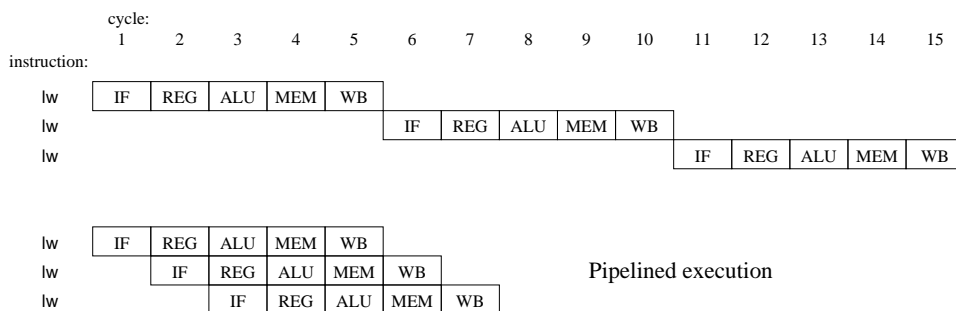 cycle:
1 2 3 4 5 6 7 8 9 10 11 12 13 14 15
instruction:
lw IF REG ALU MEM WB
lw IF REG ALU MEM WB
lw IF REG ALU MEM WB
lw IF REG ALU MEM WB
lw IF REG ALU MEM WB Pipelined execution
lw IF REG ALU MEM WB